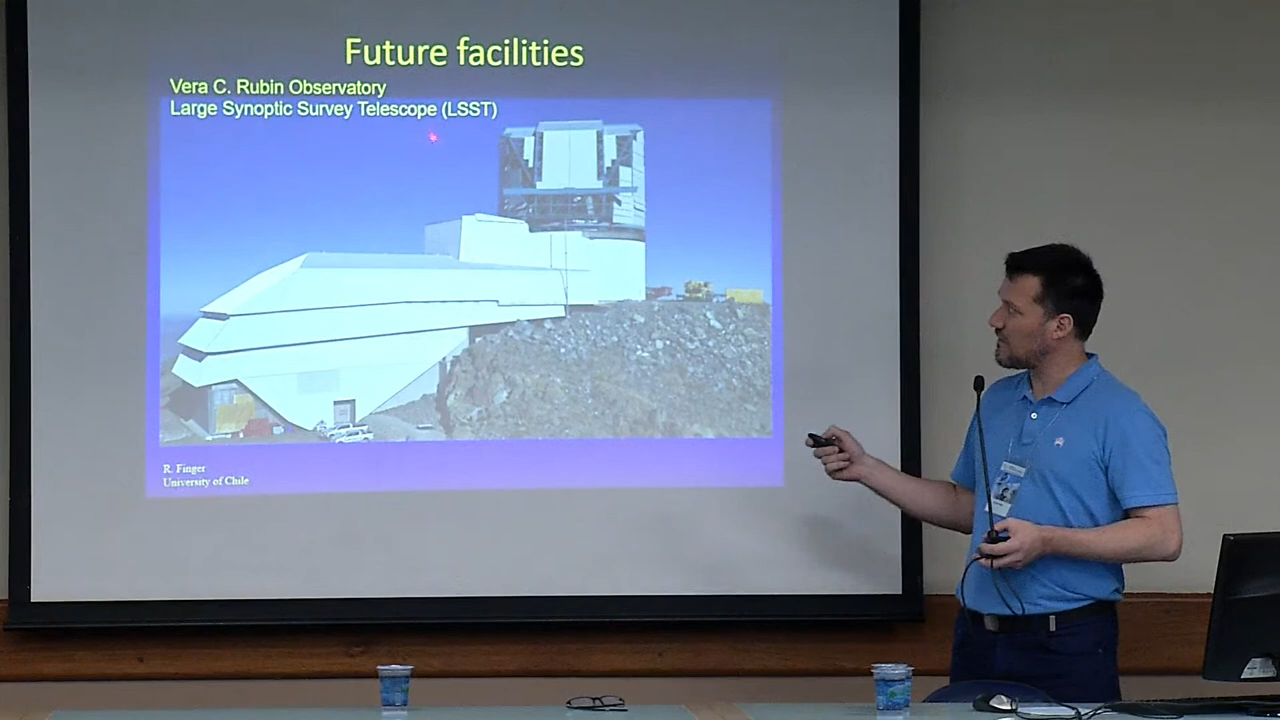 Future facilities
Vera C. Rubin Observatory
Large Synoptic Survey Telescope (LSST)
R. Finger
University of Chile